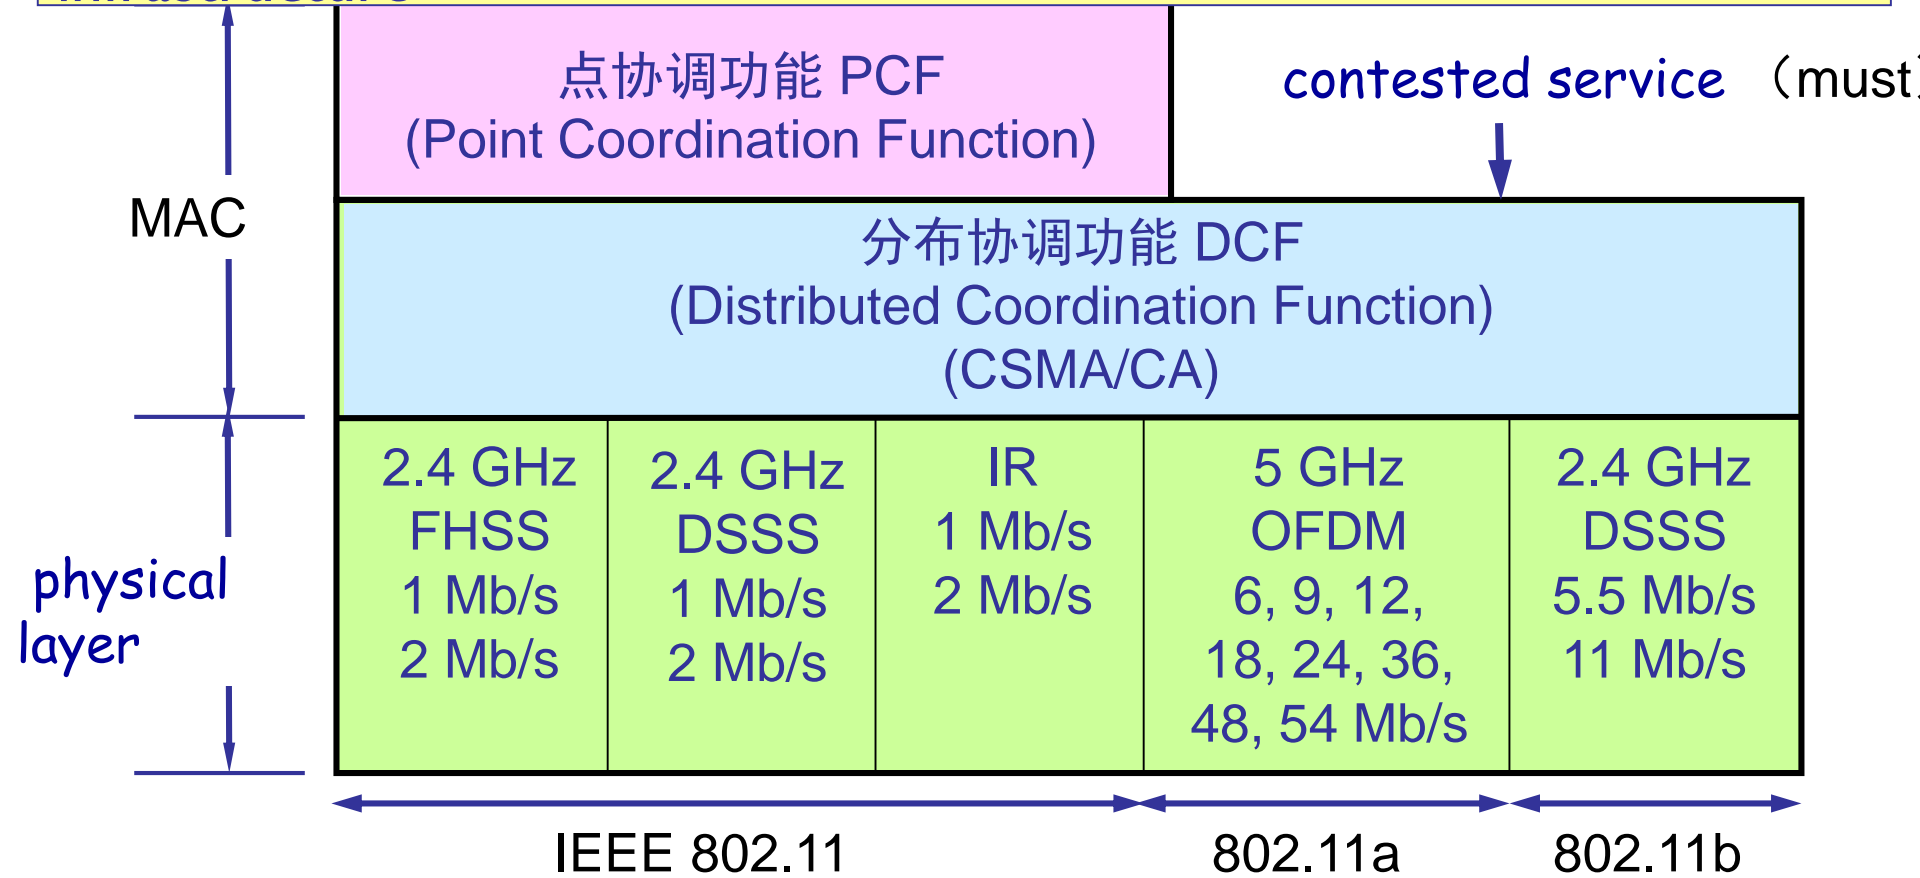 点协调功能 PCF
(Point Coordination Function)
contested service （must）
MAC
分布协调功能 DCF
(Distributed Coordination Function)
(CSMA/CA)
2.4 GHz
FHSS
1 Mb/s
2 Mb/s
2.4 GHz
DSSS
1 Mb/s
2 Mb/s
IR
1 Mb/s
2 Mb/s
5 GHz
OFDM
6, 9, 12,
18, 24, 36,
48, 54 Mb/s
2.4 GHz
DSSS
5.5 Mb/s
11 Mb/s
physical
layer
IEEE 802.11
802.11a
802.11b